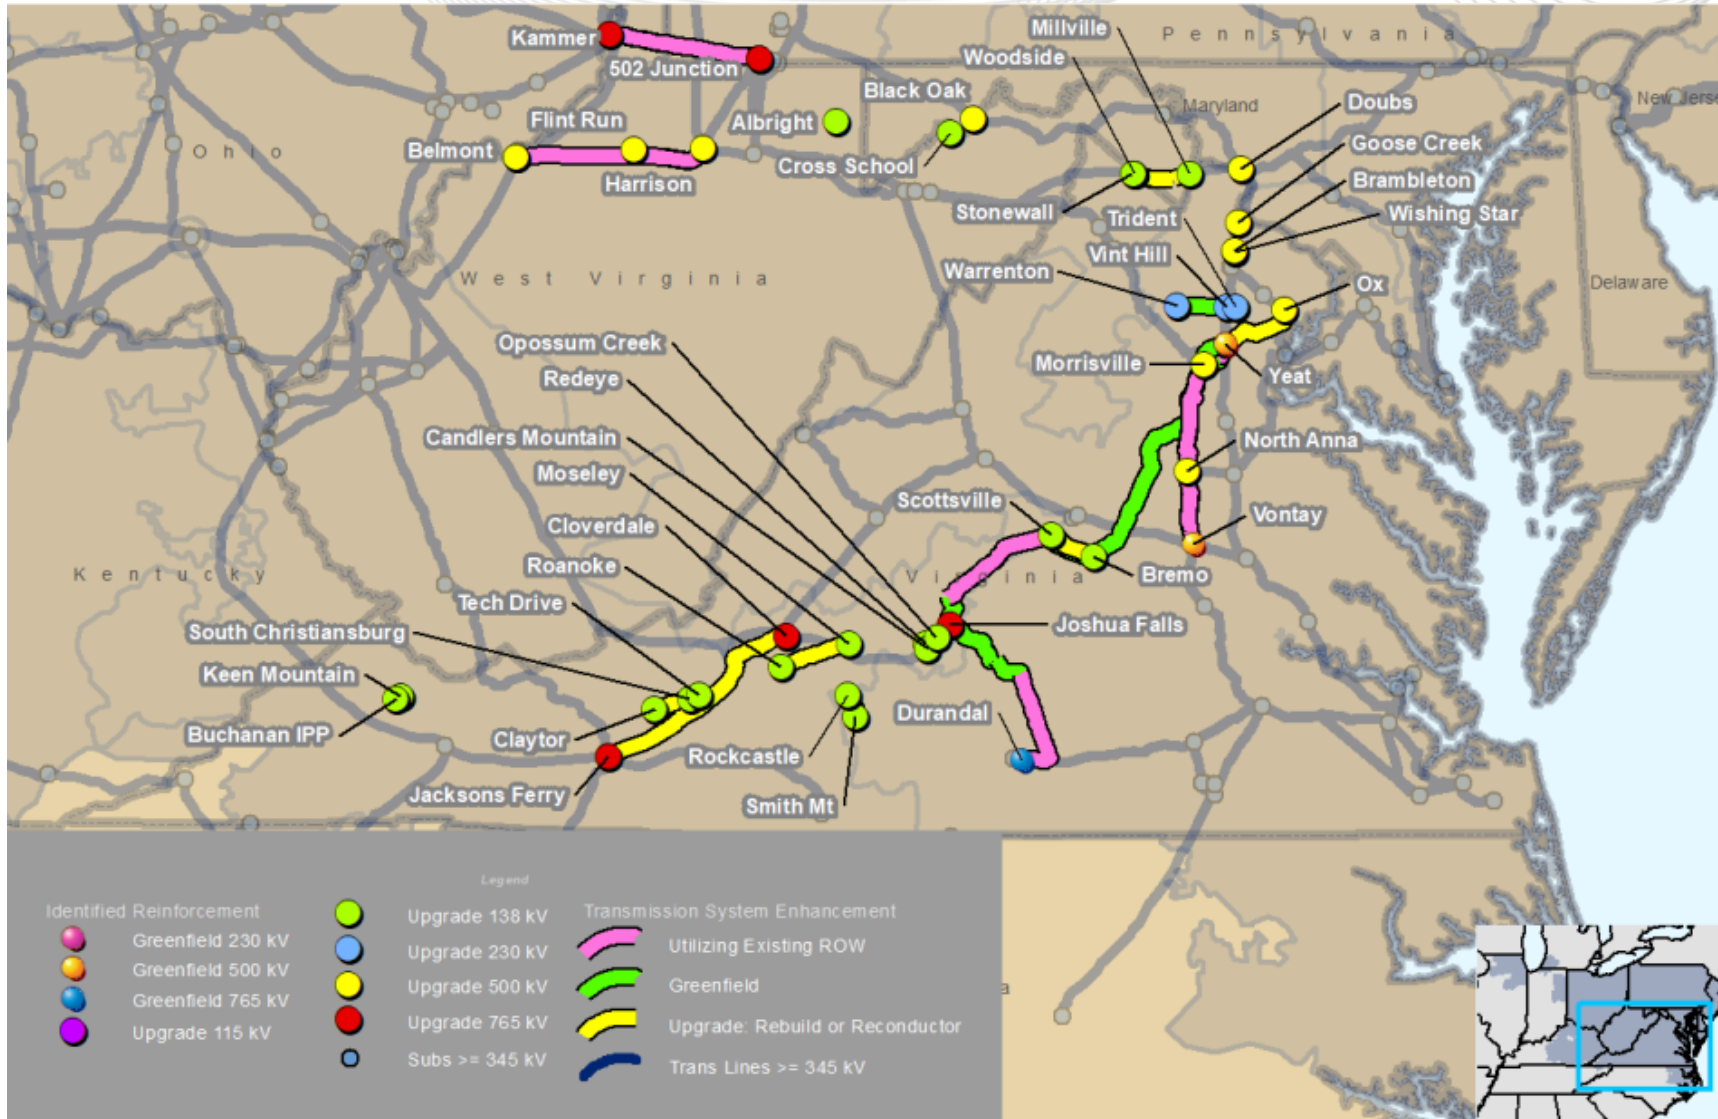 Kammer
502 Junction
Millville
Woodside
Pennsylvania
Black Oak
Albright
Cross School
Maryland
Doubs
New Jerse
Flint Run
Belmont
Harrison
Ohio
Goose Creek
Brambleton
Wishing Star
Stonewall
Trident
Vint Hill
Warrenton
West Virginia
Delaware
Ox
Opossum Creek
Redeye
Morrisville
Yeat
Candlers Mountain
North Anna
Moseley
Scottsville
Vontay
Cloverdale
Roanoke
Kentucky
Virginia
Bremo
Tech Drive
South Christiansburg
Joshua Falls
Keen Mountain
Buchanan IPP
Claytor
Durandal
Rockcastle
Jacksons Ferry
Smith Mt
Legend
Identified Reinforcement
Greenfield 230 kV
Greenfield 500 kV
Greenfield 765 kV
Upgrade 115 kV
Upgrade 138 kV
Upgrade 230 kV
Upgrade 500 kV
Upgrade 765 kV
Subs >= 345 kV
Transmission System Enhancement
Utilizing Existing ROW
Greenfield
Upgrade: Rebuild or Reconductor
Trans Lines >= 345 kV
a